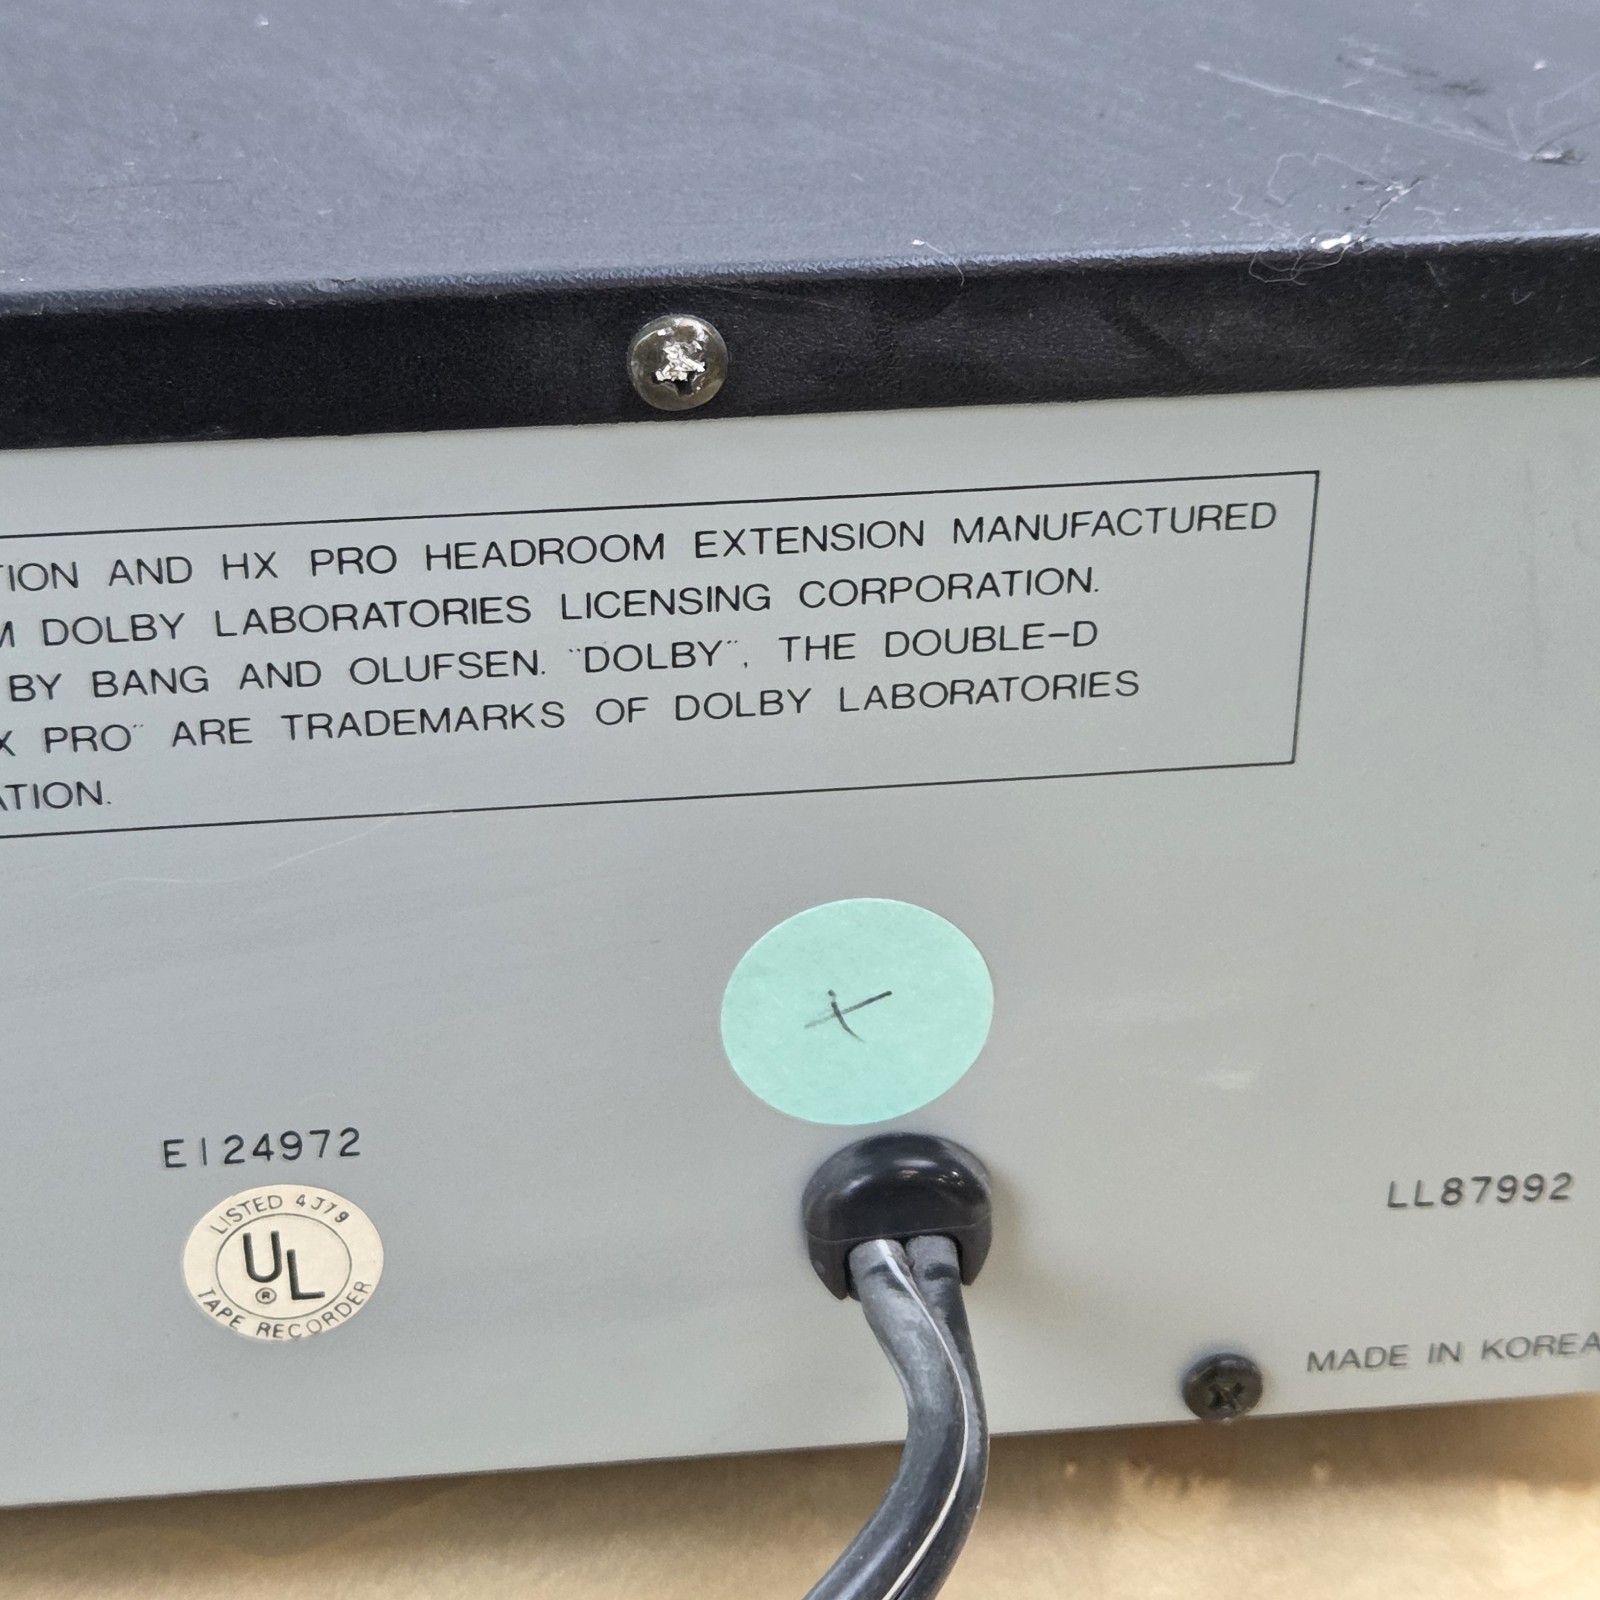 TION AND HX PRO HEADROOM EXTENSION MANUFACTURED
M DOLBY LABORATORIES LICENSING CORPORATION.
BY BANG AND OLUFSEN. "DOLBY", THE DOUBLE-D
X PRO" ARE TRADEMARKS OF DOLBY LABORATORIES
ATION.
E124972
LISTED 4J79
UL
®
TAPE RECORDER
LL87992
MADE IN KOREA